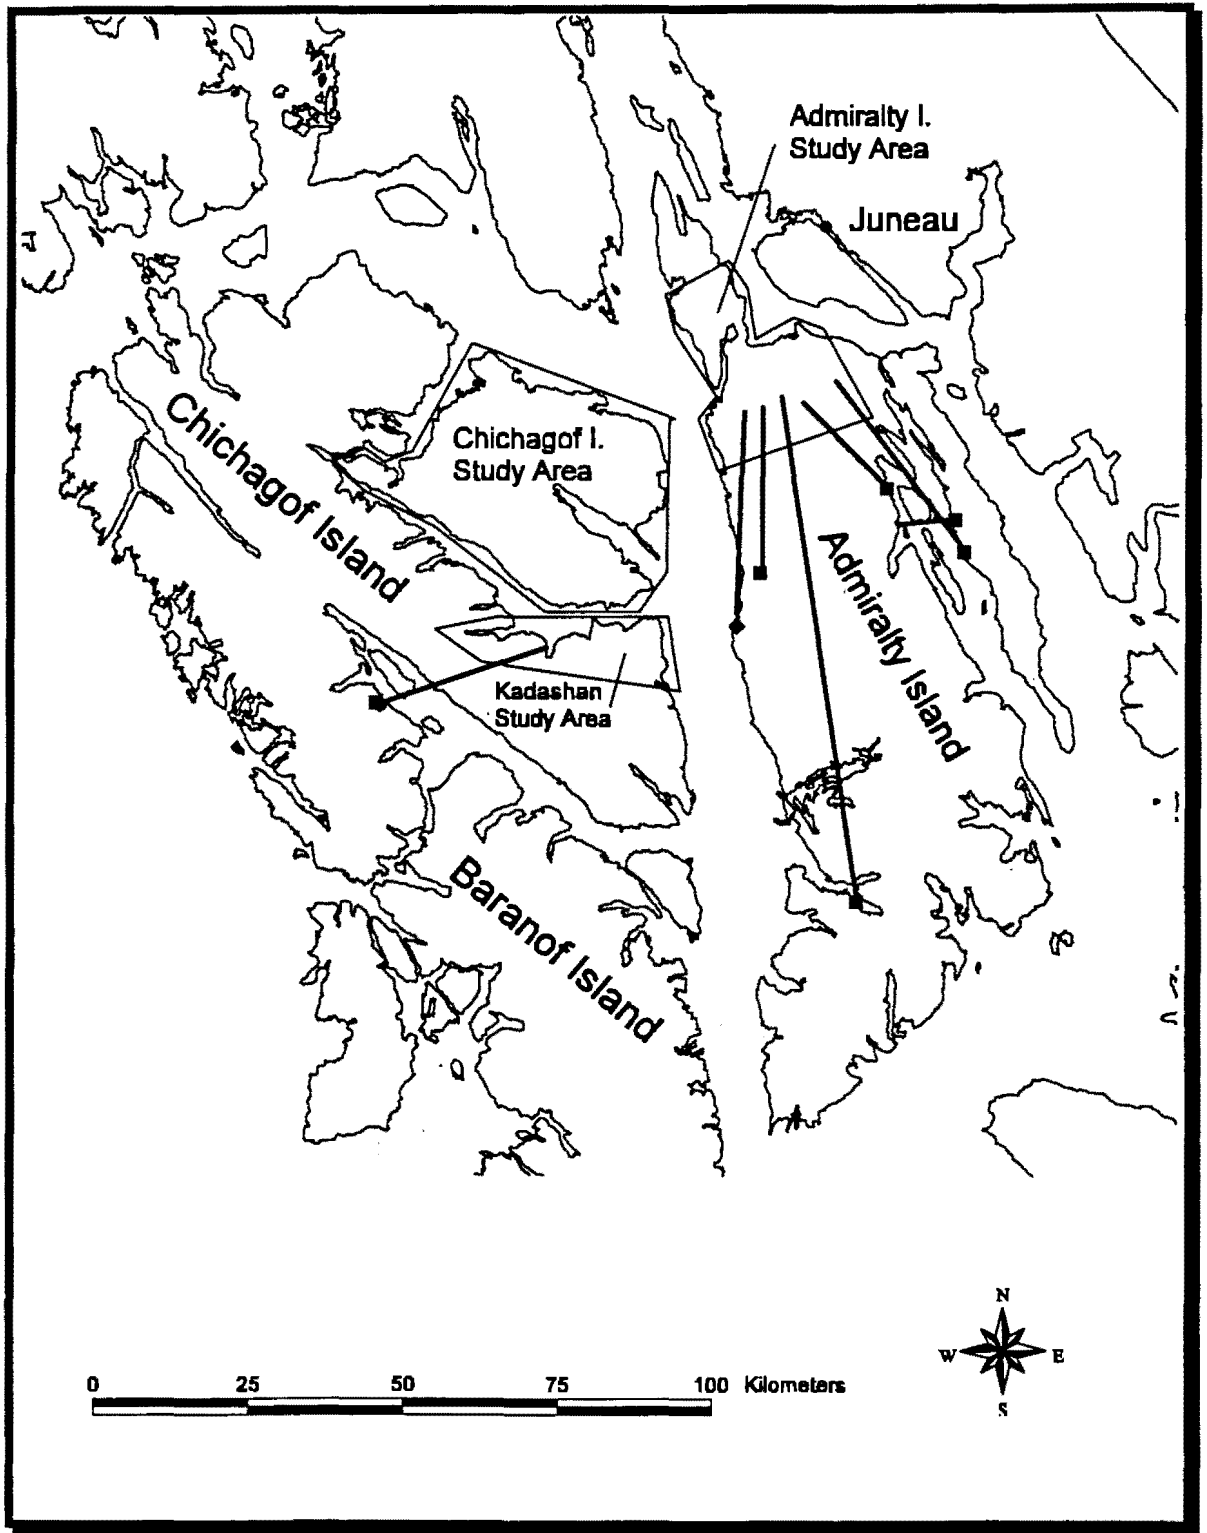 Admiralty I.
Study Area
Juneau
Chichagof I.
Study Area
Chichagof Island
Admiralty Island
Kadashan
Study Area
Baranof Island
N
W E
S
0 25 50 75 100 Kilometers